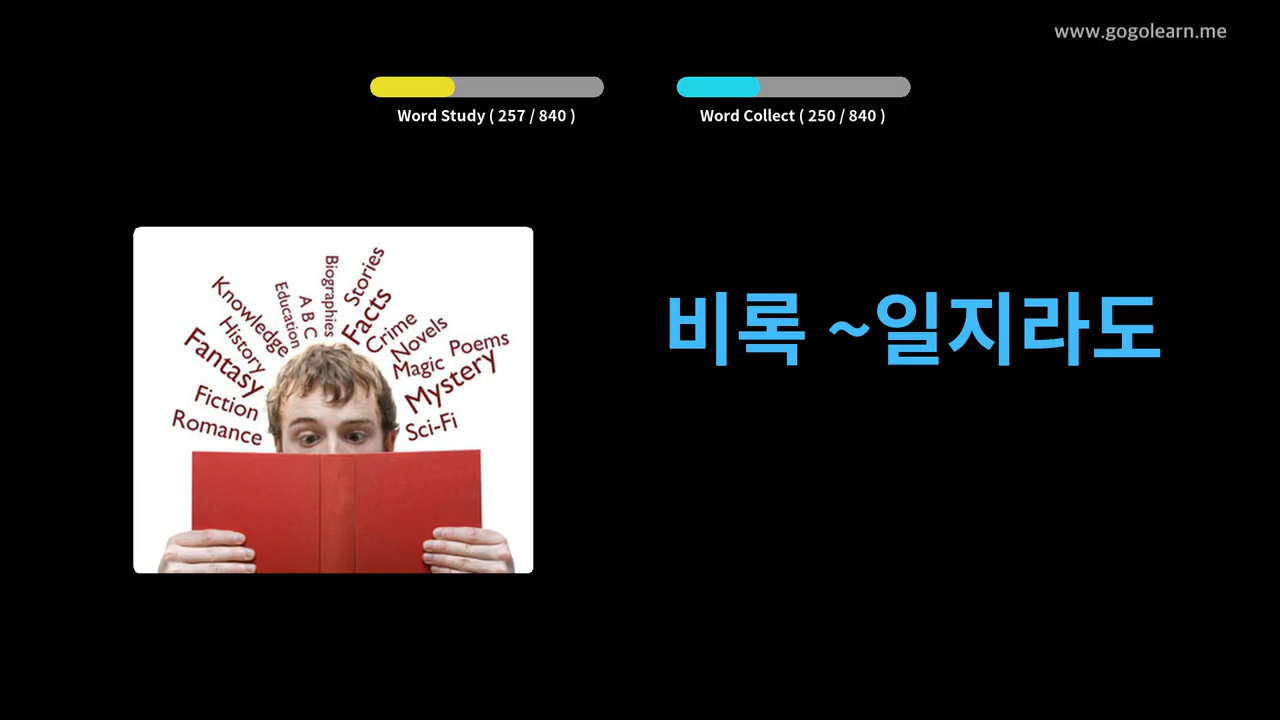 www.gogolearn.me
Word Study ( 257 / 840 )
Word Collect ( 250 / 840 )
Stories
Biographies
Facts
A B C
Education
Knowledge
Crime
History
Novels
Fantasy
Poems
Magic
Mystery
Fiction
Romance
Sci-Fi
비록 ~일지라도